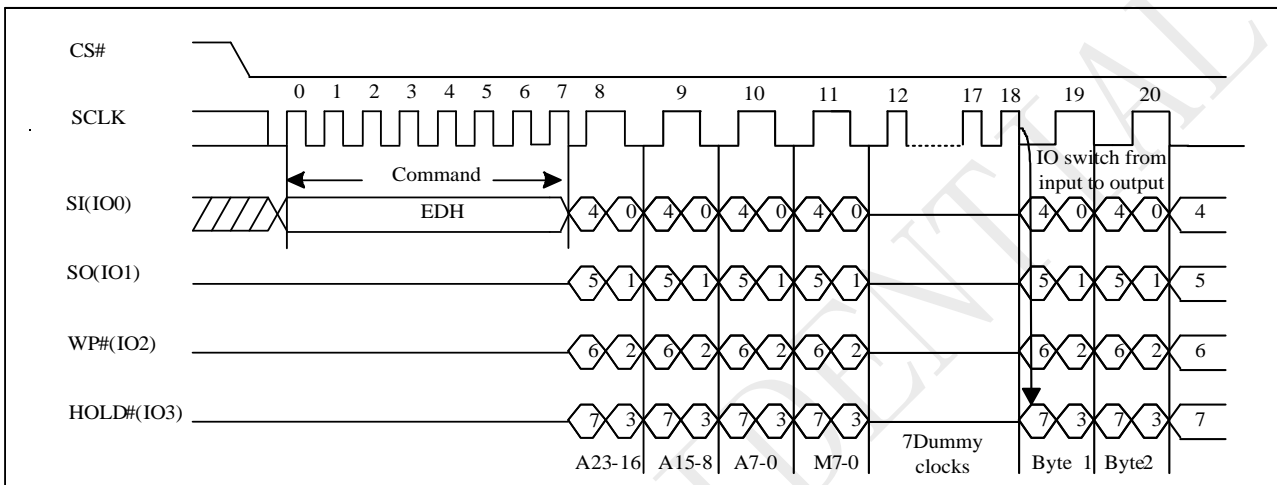 CS#
0 1 2 3 4 5 6 7 8 9 10 11 12 17 18 19 20
SCLK
Command
IO switch from
input to output
SI(IO0)
EDH
4 0 4 0 4 0 4 0 4 0 4 0 4
SO(IO1)
5 1 5 1 5 1 5 1 5 1 5 1 5
WP#(IO2)
6 2 6 2 6 2 6 2 6 2 6 2 6
HOLD#(IO3)
7 3 7 3 7 3 7 3 7 3 7 3 7
A23-16 A15-8 A7-0 M7-0
7Dummy
clocks
Byte 1 Byte2
DENTIAL